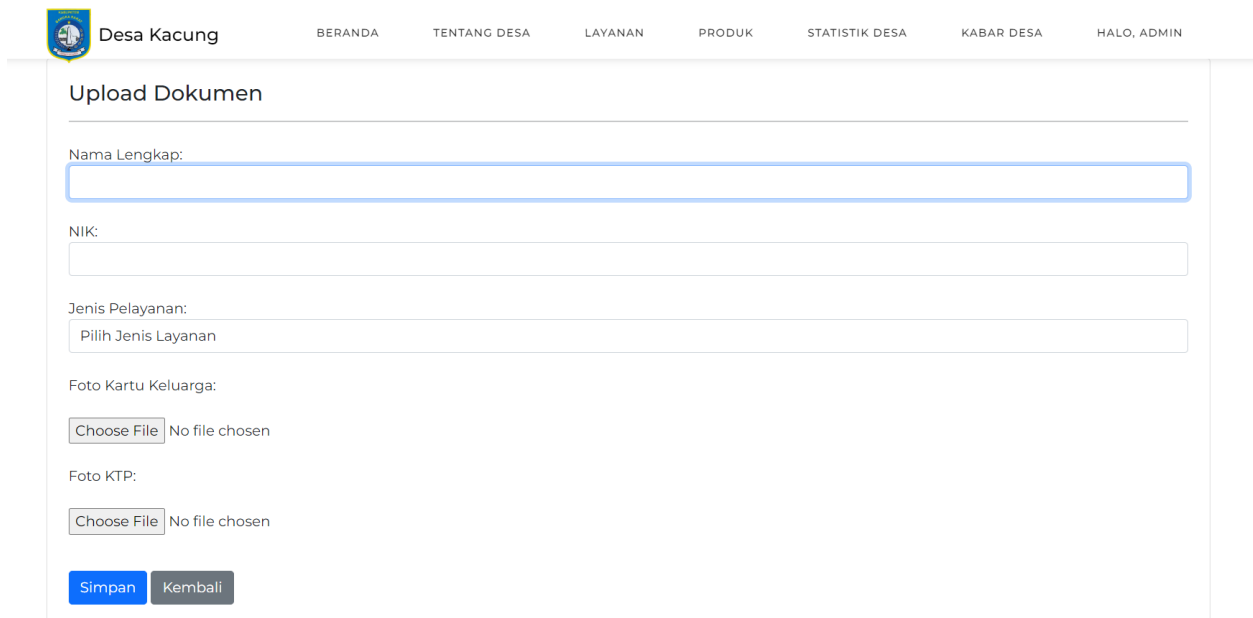 Desa Kacung BERANDA TENTANG DESA LAYANAN PRODUK STATISTIK DESA KABAR DESA HALO, ADMIN
Upload Dokumen
Nama Lengkap:
NIK:
Jenis Pelayanan:
Pilih Jenis Layanan
Foto Kartu Keluarga:
Choose File No file chosen
Foto KTP:
Choose File No file chosen
Simpan Kembali